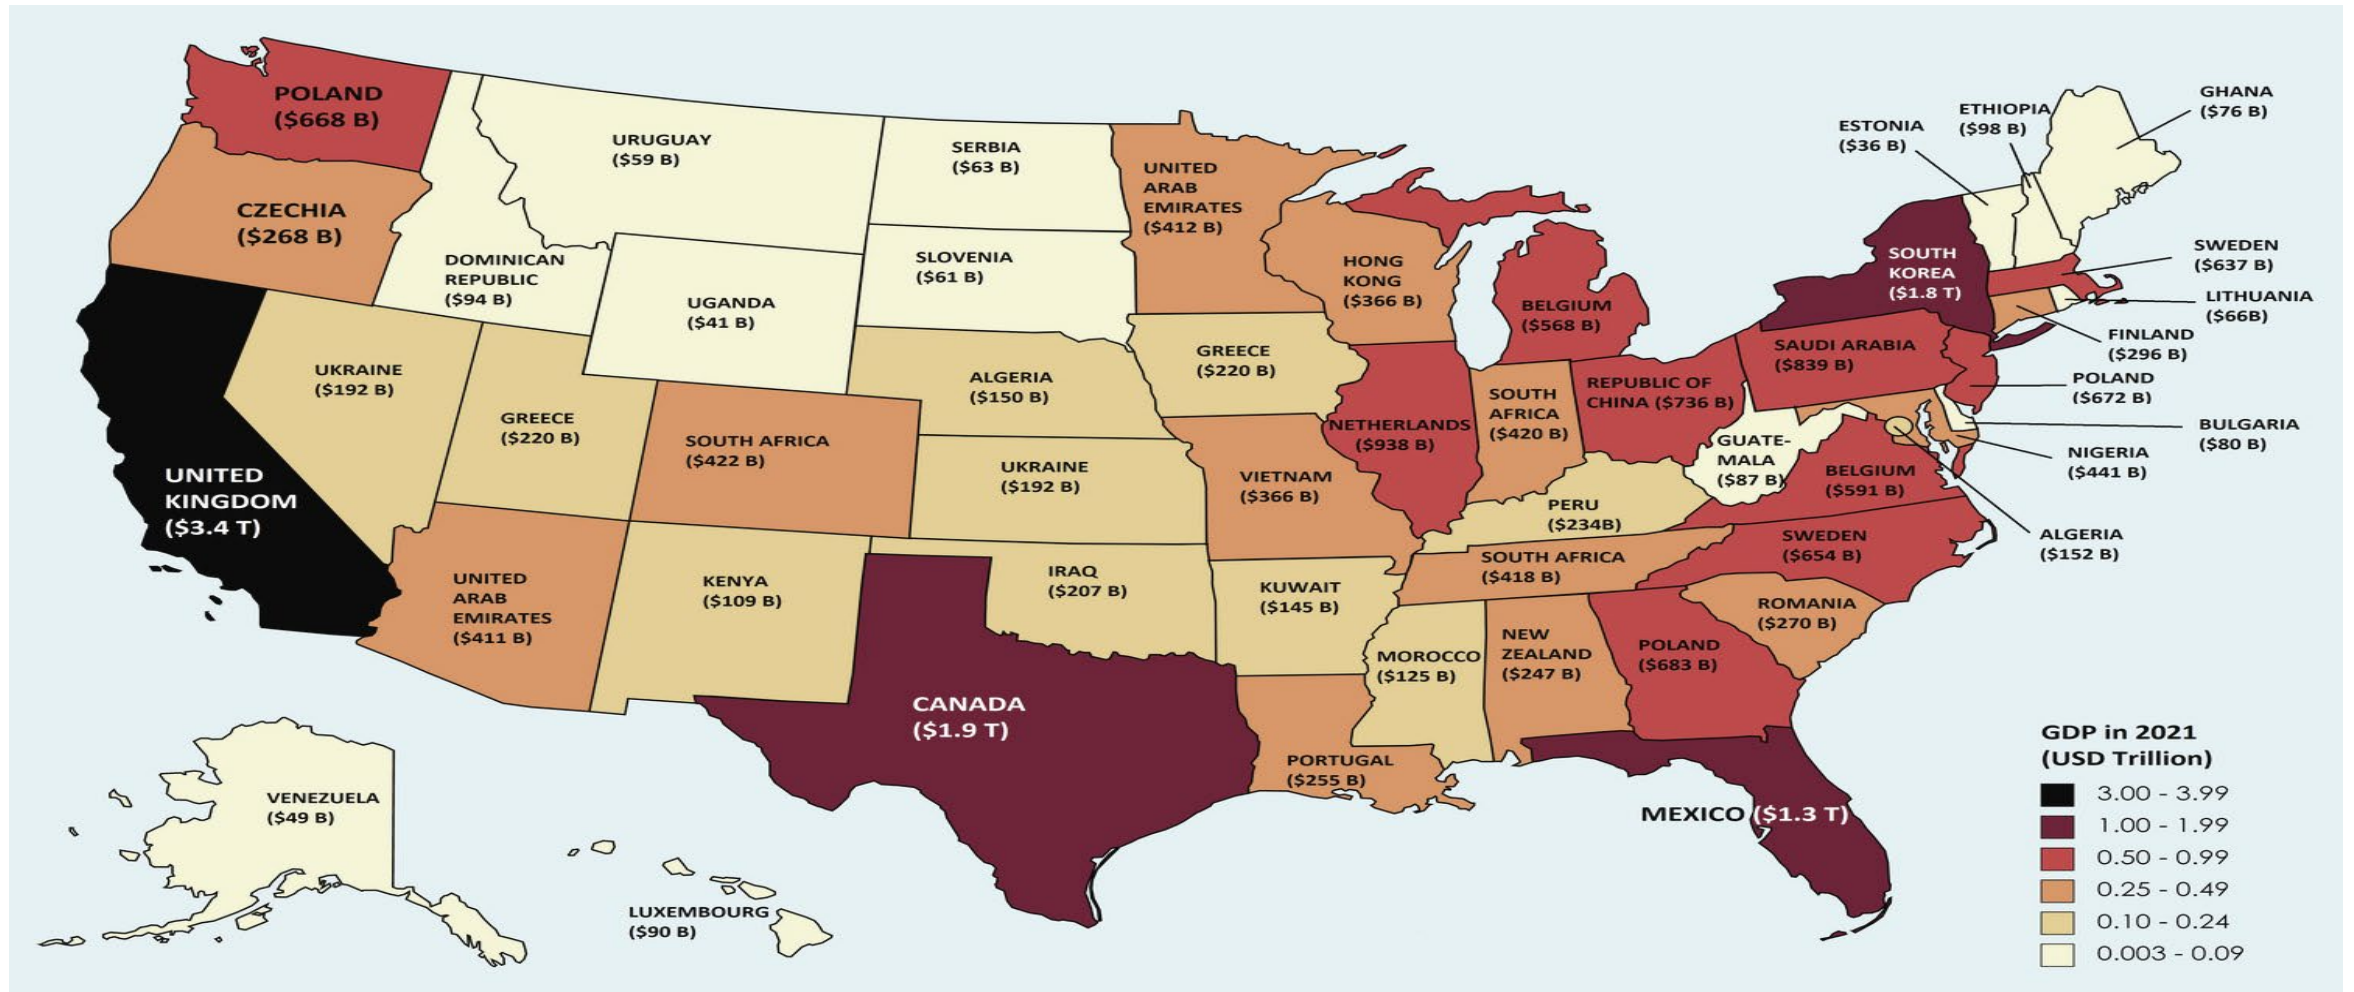 POLAND
($668 B)
CZECHIA
($268 B)
UNITED
KINGDOM
($3.4 T)
UKRAINE
($192 B)
DOMINICAN
REPUBLIC
($94 B)
URUGUAY
($59 B)
UGANDA
($41 B)
GREECE
($220 B)
SOUTH AFRICA
($422 B)
UNITED
ARAB
EMIRATES
($411 B)
KENYA
($109 B)
SERBIA
($63 B)
SLOVENIA
($61 B)
ALGERIA
($150 B)
UKRAINE
($192 B)
IRAQ
($207 B)
CANADA
($1.9 T)
UNITED
ARAB
EMIRATES
($412 B)
GREECE
($220 B)
VIETNAM
($366 B)
KUWAIT
($145 B)
PORTUGAL
($255 B)
HONG
KONG
($366 B)
NETHERLANDS
($938 B)
BELGIUM
($568 B)
SOUTH
AFRICA
($420 B)
REPUBLIC OF
CHINA ($736 B)
PERU
($234B)
SOUTH AFRICA
($418 B)
MOROCCO
($125 B)
NEW
ZEALAND
($247 B)
POLAND
($683 B)
MEXICO ($1.3 T)
ROMANIA
($270 B)
SWEDEN
($654 B)
BELGIUM
($591 B)
GUATE-
MALA
($87 B)
SAUDI ARABIA
($839 B)
SOUTH
KOREA
($1.8 T)
ESTONIA
($36 B)
ETHIOPIA
($98 B)
GHANA
($76 B)
SWEDEN
($637 B)
LITHUANIA
($66B)
FINLAND
($296 B)
POLAND
($672 B)
BULGARIA
($80 B)
NIGERIA
($441 B)
ALGERIA
($152 B)
VENEZUELA
($49 B)
LUXEMBOURG
($90 B)
GDP in 2021
(USD Trillion)
3.00 - 3.99
1.00 - 1.99
0.50 - 0.99
0.25 - 0.49
0.10 - 0.24
0.003 - 0.09